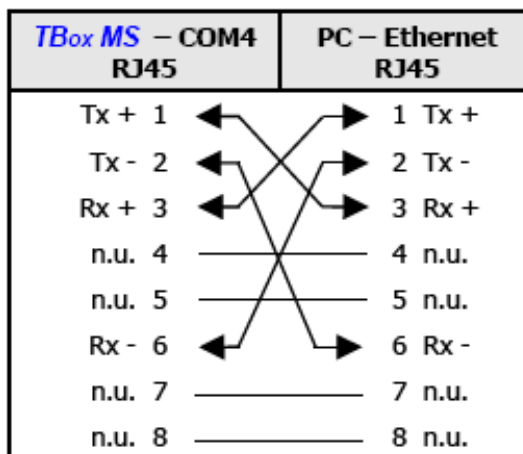 TBox MS – COM4 PC – Ethernet
RJ45 RJ45
Tx + 1 1 Tx +
Tx - 2 2 Tx -
Rx + 3 3 Rx +
n.u. 4 4 n.u.
n.u. 5 5 n.u.
Rx - 6 6 Rx -
n.u. 7 7 n.u.
n.u. 8 8 n.u.